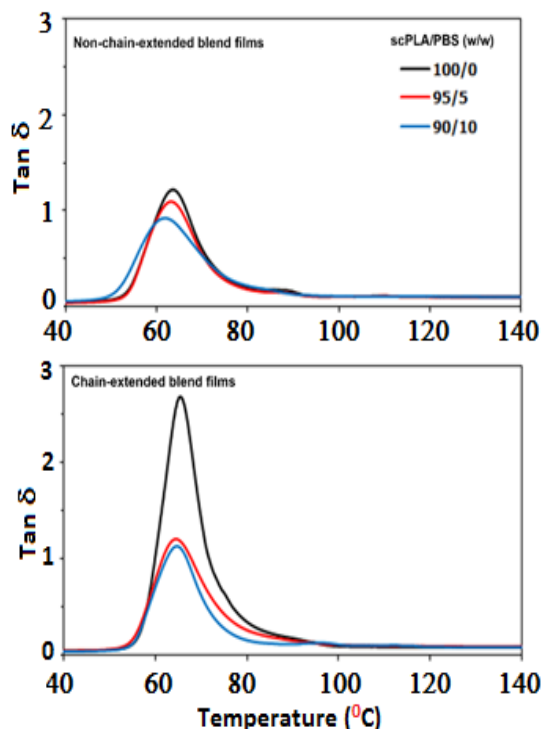 3
Non-chain-extended blend films
scPLA/PBS (w/w)
100/0
95/5
90/10
2
1
0
Tan δ
40 60 80 100 120 140
3
Chain-extended blend films
2
1
0
Tan δ
40 60 80 100 120 140
Temperature (⁰C)